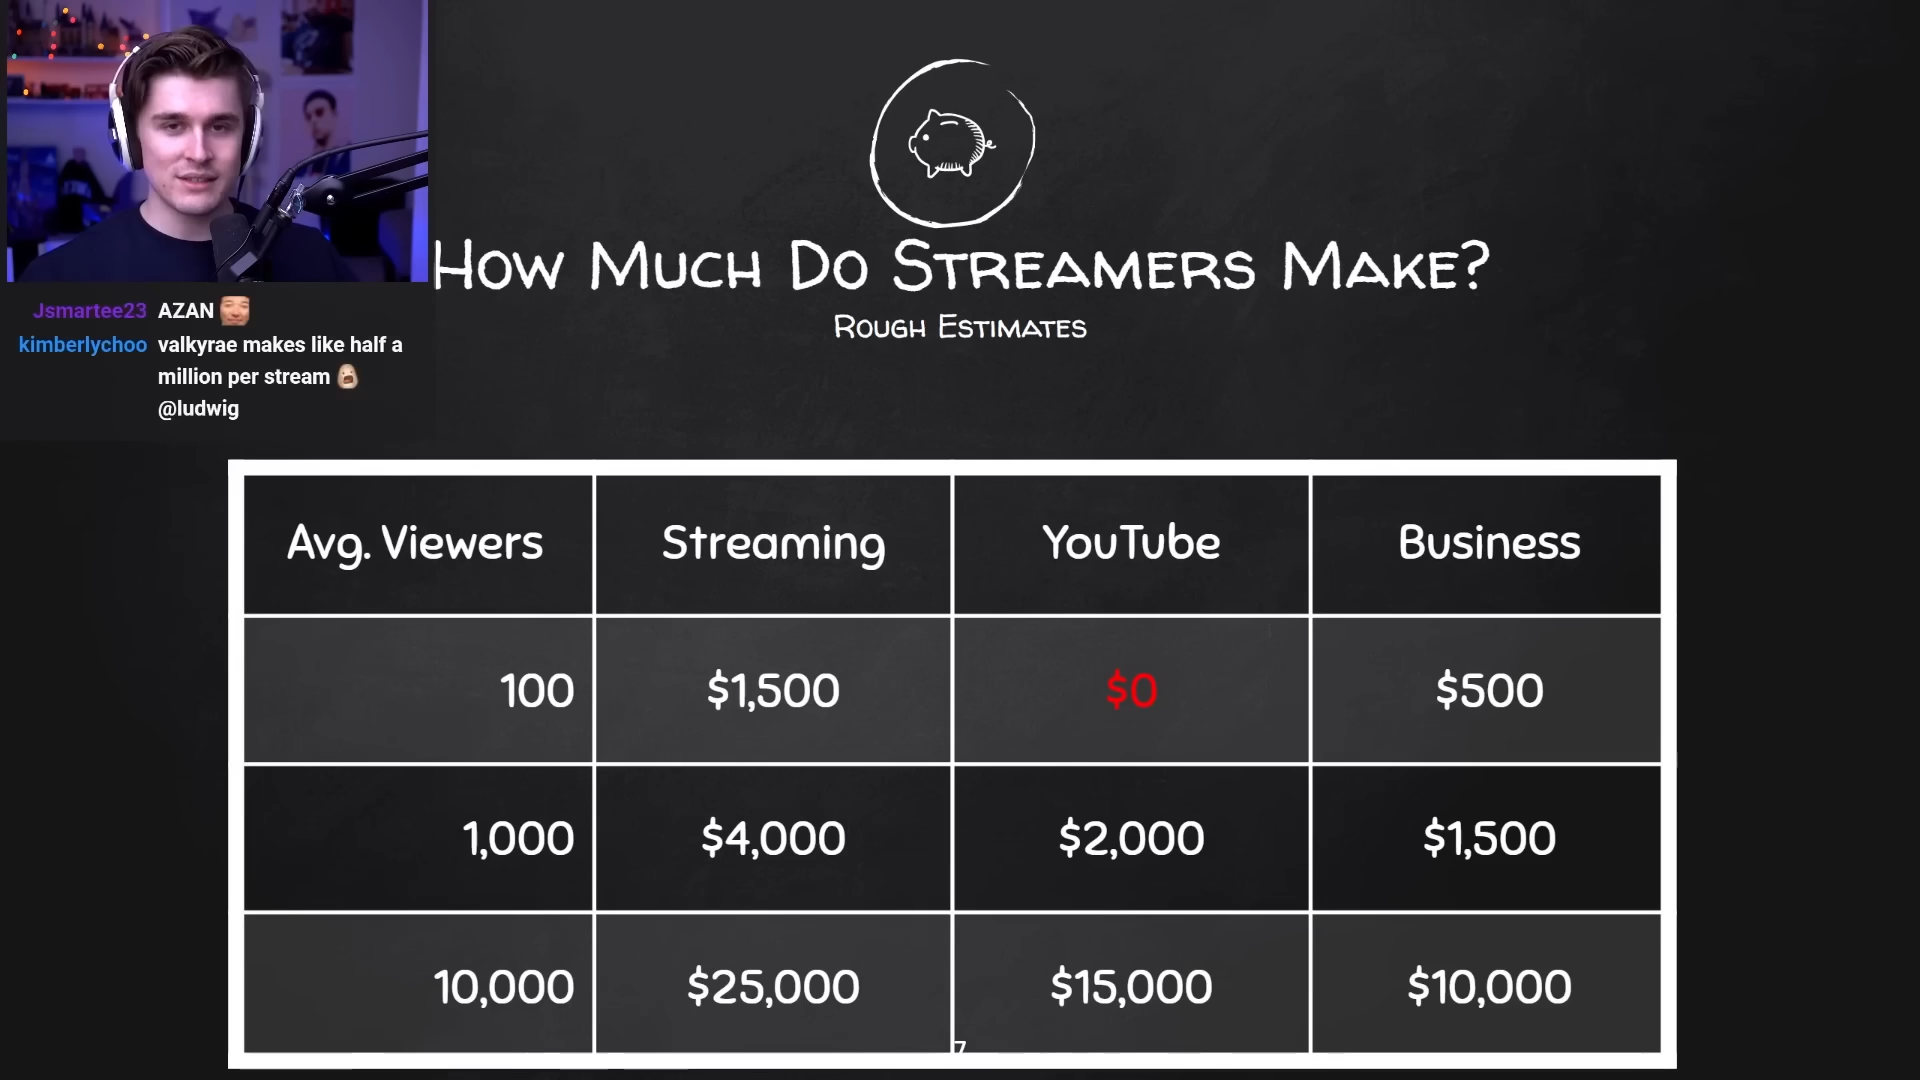 How Much Do Streamers Make?
Rough Estimates
Jsmartee23 AZAN
kimberlychoo valkyrae makes like half a
million per stream
@ludwig
Avg. Viewers Streaming YouTube Business
100 $1,500 $0 $500
1,000 $4,000 $2,000 $1,500
10,000 $25,000 $15,000 $10,000
7